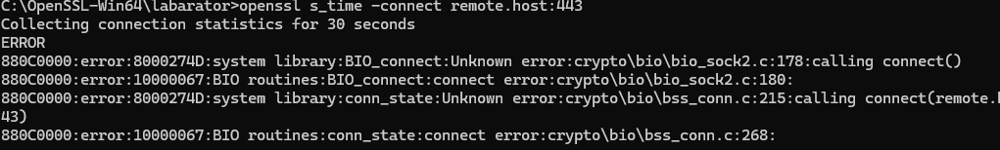 C:\OpenSSL-Win64\labarator>openssl s_time -connect remote.host:443
Collecting connection statistics for 30 seconds
ERROR
880C0000:error:8000274D:system library:BIO_connect:Unknown error:crypto\bio\bio_sock2.c:178:calling connect()
880C0000:error:10000067:BIO routines:BIO_connect:connect error:crypto\bio\bio_sock2.c:180:
880C0000:error:8000274D:system library:conn_state:Unknown error:crypto\bio\bss_conn.c:215:calling connect(remote.h
43)
880C0000:error:10000067:BIO routines:conn_state:connect error:crypto\bio\bss_conn.c:268: